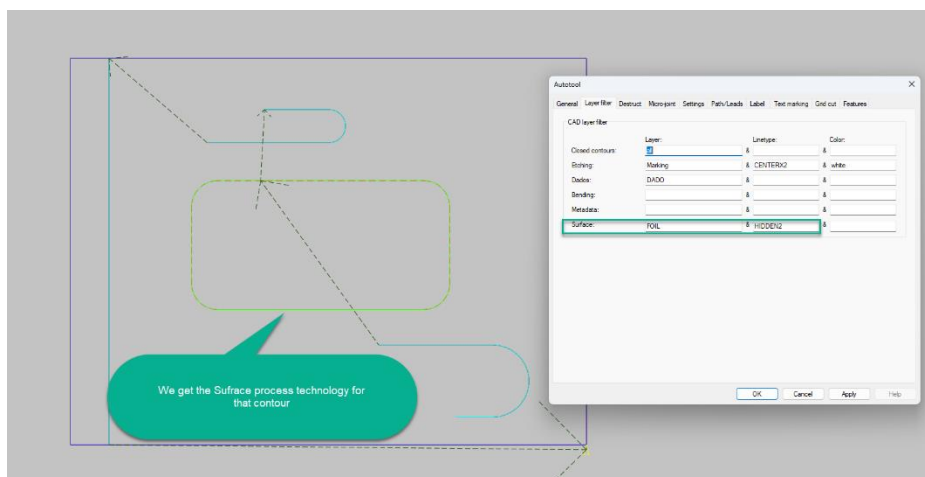 Autotool
General Layer filter Destruct Micro-joint Settings Path/Leads Label Text marking Grid cut Features
CAD layer filter
Layer: Linetype: Color:
Closed contours: & &
Etching: Marking & CENTERX2 & white
Dados: DADO & &
Bending: & &
Metadata: & &
Surface: FOIL & HIDDEN2 &
We get the Sufrace process technology for
that contour
OK Cancel Apply Help